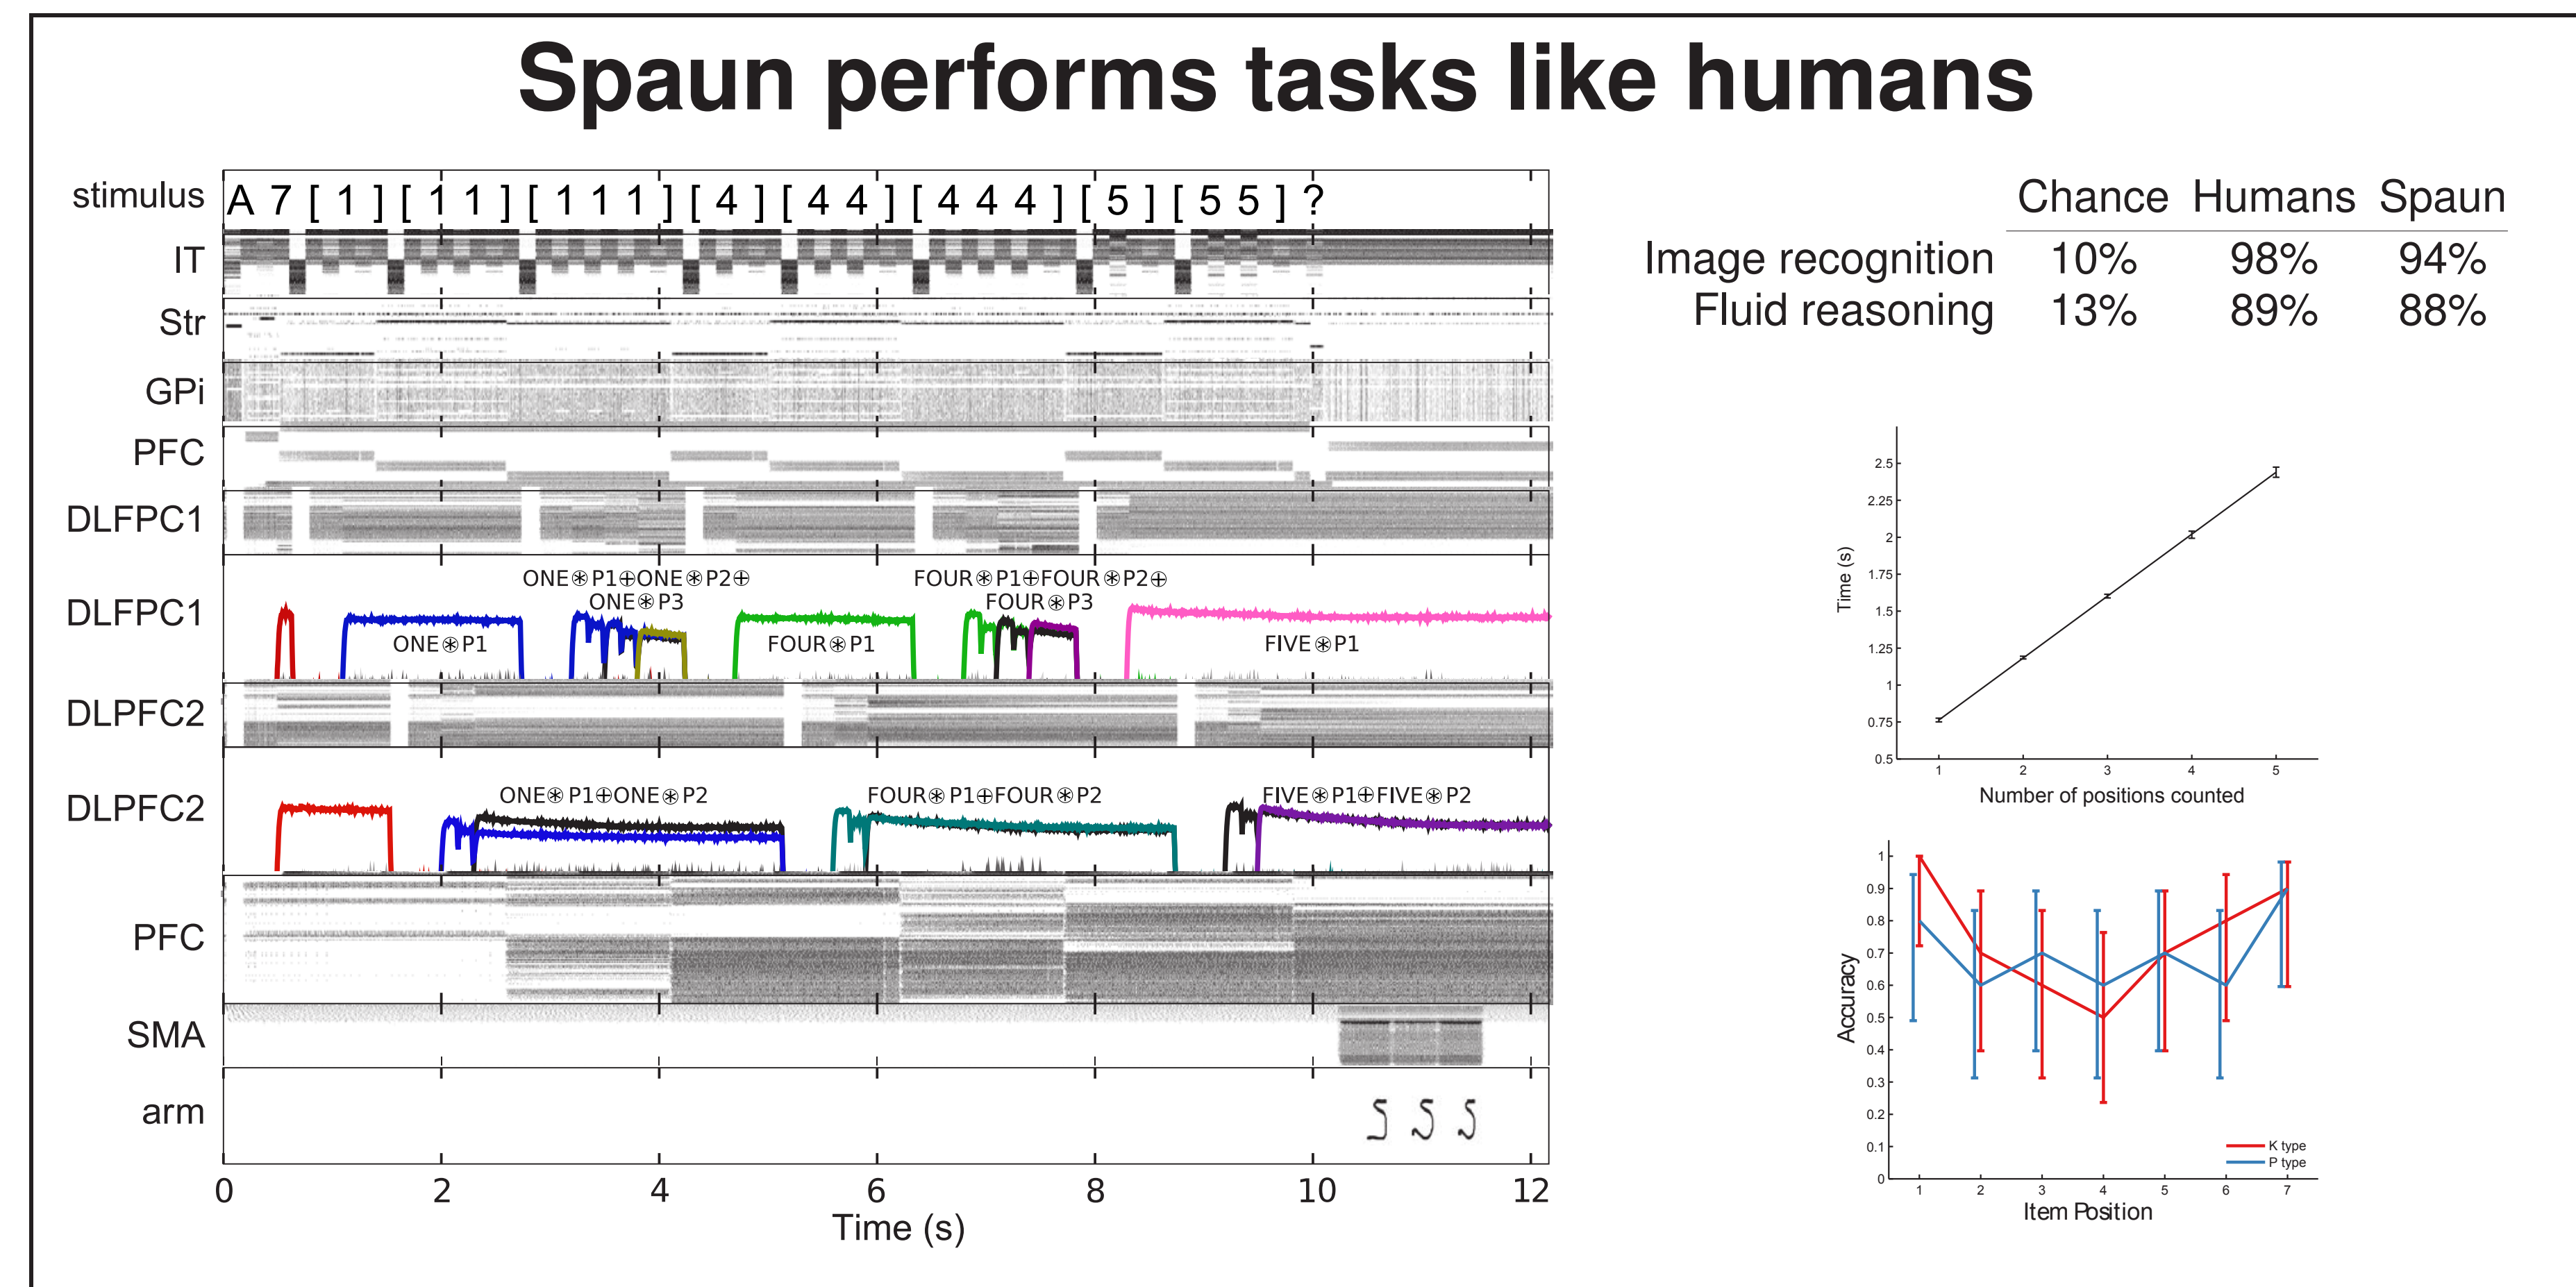 Spaun performs tasks like humans
stimulus
A 7 [ 1 ] [ 1 1 ] [ 1 1 1 ] [ 4 ] [ 4 4 ] [ 4 4 4 ] [ 5 ] [ 5 5 ] ?
IT
Str
GPi
PFC
DLFPC1
DLFPC1
ONE⊛P1⊕ONE⊛P2⊕
ONE⊛P3
FOUR⊛P1⊕FOUR⊛P2⊕
FOUR⊛P3
ONE⊛P1
FOUR⊛P1
FIVE⊛P1
DLPFC2
DLPFC2
ONE⊛P1⊕ONE⊛P2
FOUR⊛P1⊕FOUR⊛P2
FIVE⊛P1⊕FIVE⊛P2
PFC
SMA
arm
5 5 5
0 2 4 6 8 10 12
Time (s)
Chance Humans Spaun
Image recognition 10% 98% 94%
Fluid reasoning 13% 89% 88%
2.5
2.25
2
1.75
1.5
1.25
1
0.75
0.5
Time (s)
1 2 3 4 5
Number of positions counted
1
0.9
0.8
0.7
0.6
0.5
0.4
0.3
0.2
0.1
0
Accuracy
K type
P type
1 2 3 4 5 6 7
Item Position